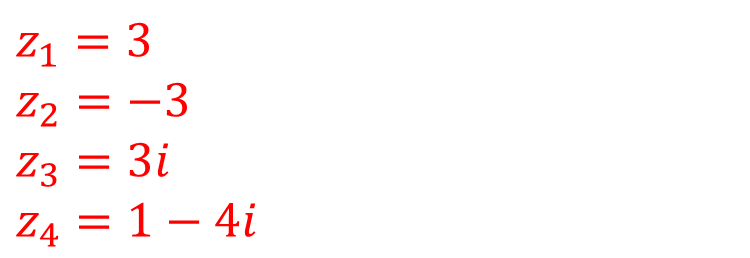 z₁ = 3
z₂ = −3
z₃ = 3i
z₄ = 1 − 4i